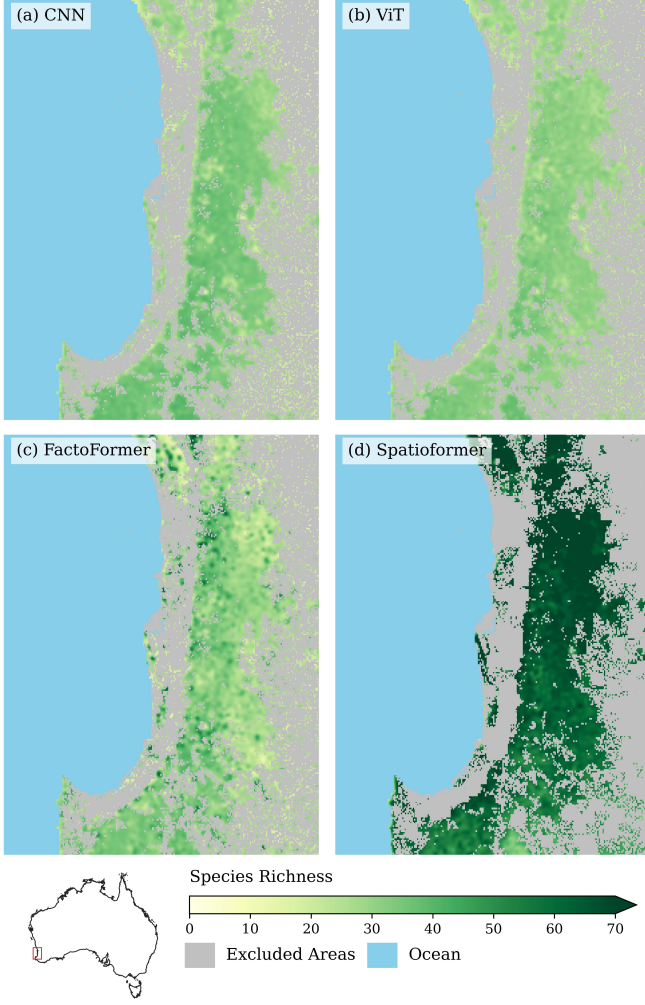 (a) CNN
(b) ViT
(c) FactoFormer
(d) Spatioformer
Species Richness
0 10 20 30 40 50 60 70
Excluded Areas
Ocean